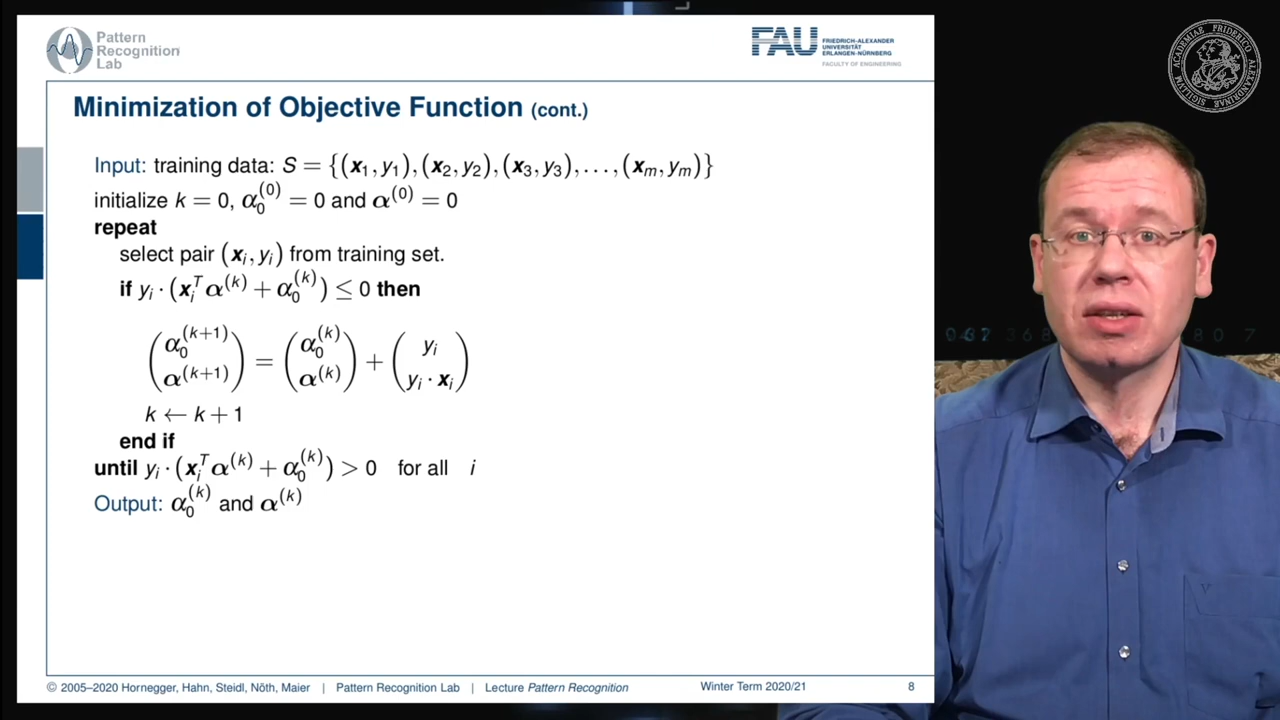 Pattern
Recognition
Lab
FAU
FRIEDRICH-ALEXANDER
UNIVERSITÄT
ERLANGEN-NÜRNBERG
FACULTY OF ENGINEERING
Minimization of Objective Function (cont.)
Input: training data: S = {(x₁, y₁), (x₂, y₂), (x₃, y₃), ..., (xₘ, yₘ)}
initialize k = 0, α₀⁽⁰⁾ = 0 and α⁽⁰⁾ = 0
repeat
select pair (xᵢ, yᵢ) from training set.
if yᵢ · (xᵢᵀ α⁽ᵏ⁾ + α₀⁽ᵏ⁾) ≤ 0 then
(α₀⁽ᵏ⁺¹⁾ α⁽ᵏ⁺¹⁾) = (α₀⁽ᵏ⁾ α⁽ᵏ⁾) + (yᵢ yᵢ · xᵢ)
k ← k + 1
end if
until yᵢ · (xᵢᵀ α⁽ᵏ⁾ + α₀⁽ᵏ⁾) > 0 for all i
Output: α₀⁽ᵏ⁾ and α⁽ᵏ⁾
© 2005–2020 Hornegger, Hahn, Steidl, Nöth, Maier | Pattern Recognition Lab | Lecture Pattern Recognition Winter Term 2020/21 8